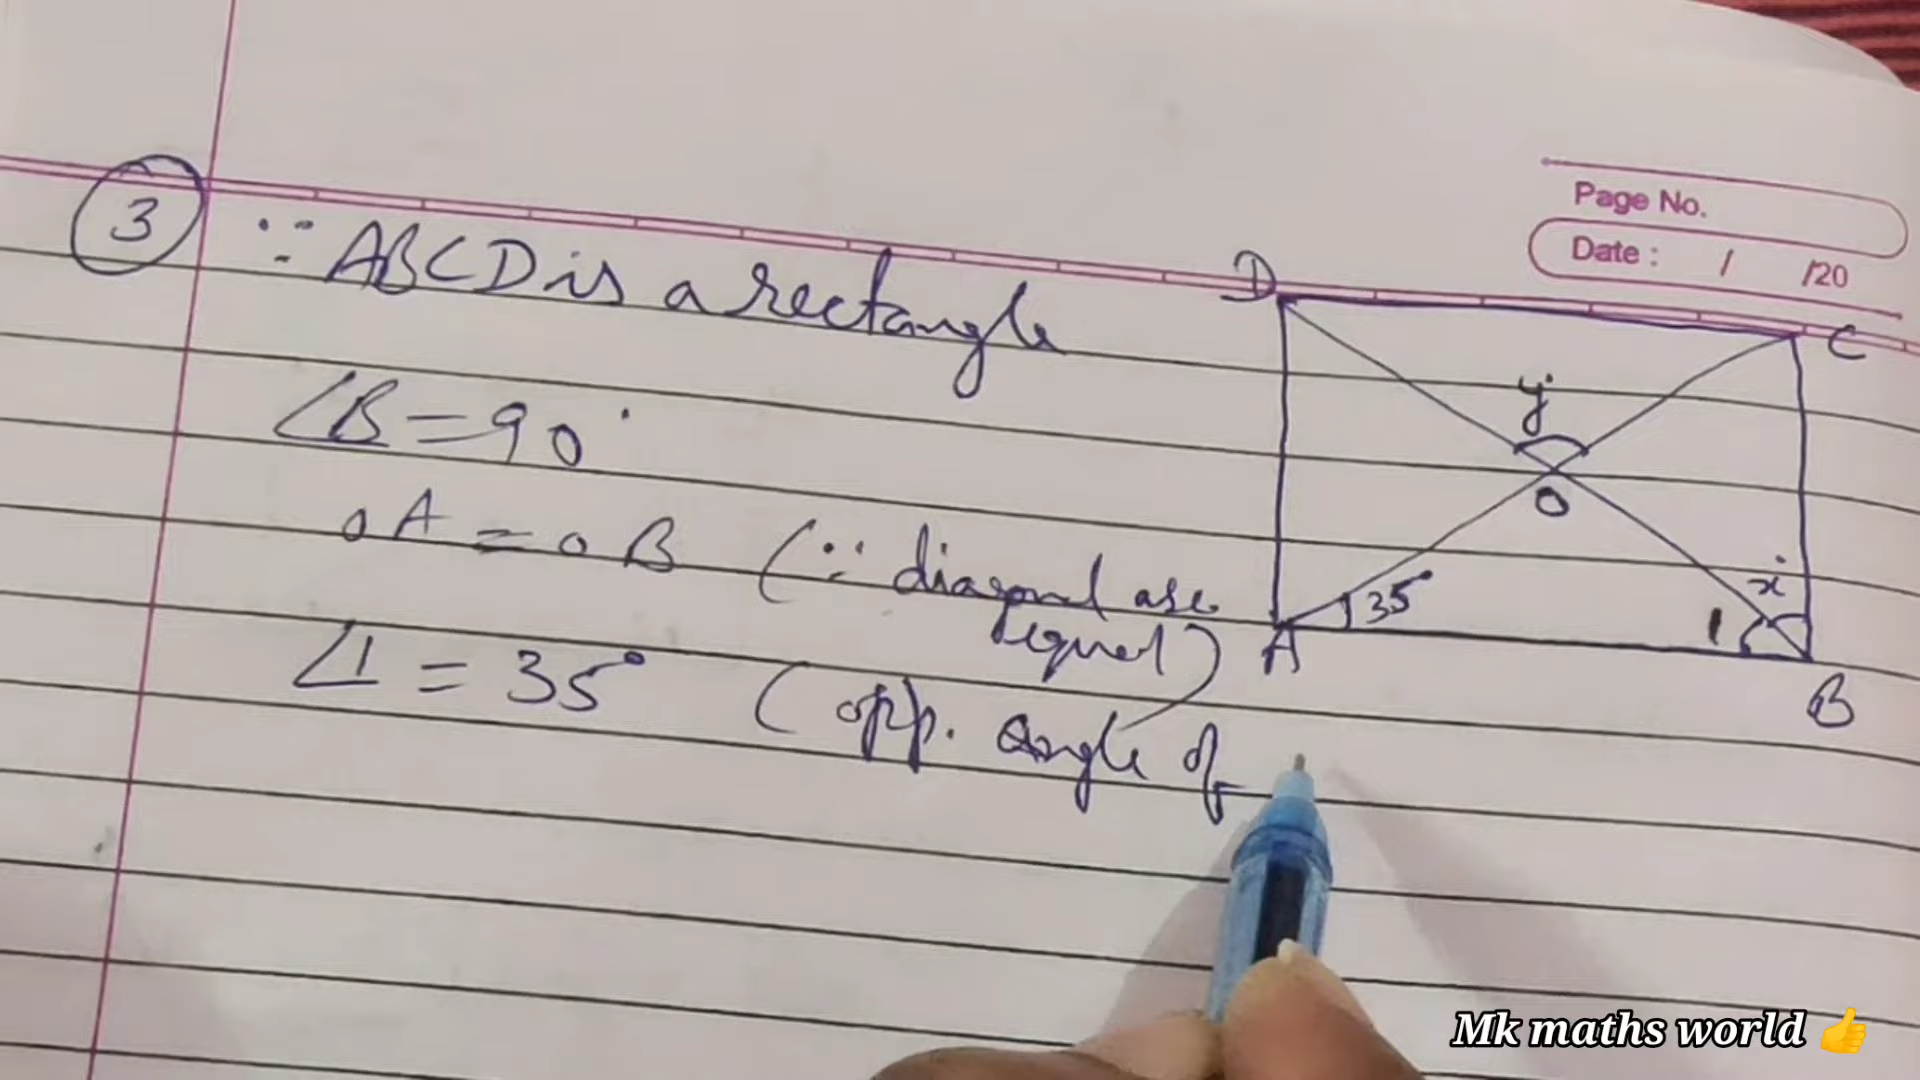 Page No.
Date : / /20
3 ∵ ABCD is a rectangle
∠B = 90°
OA = OB (∵ diagonal are
equal)
∠1 = 35° (opp. angle of
D
C
y
O
x
35°
1
A
B
Mk maths world 👍